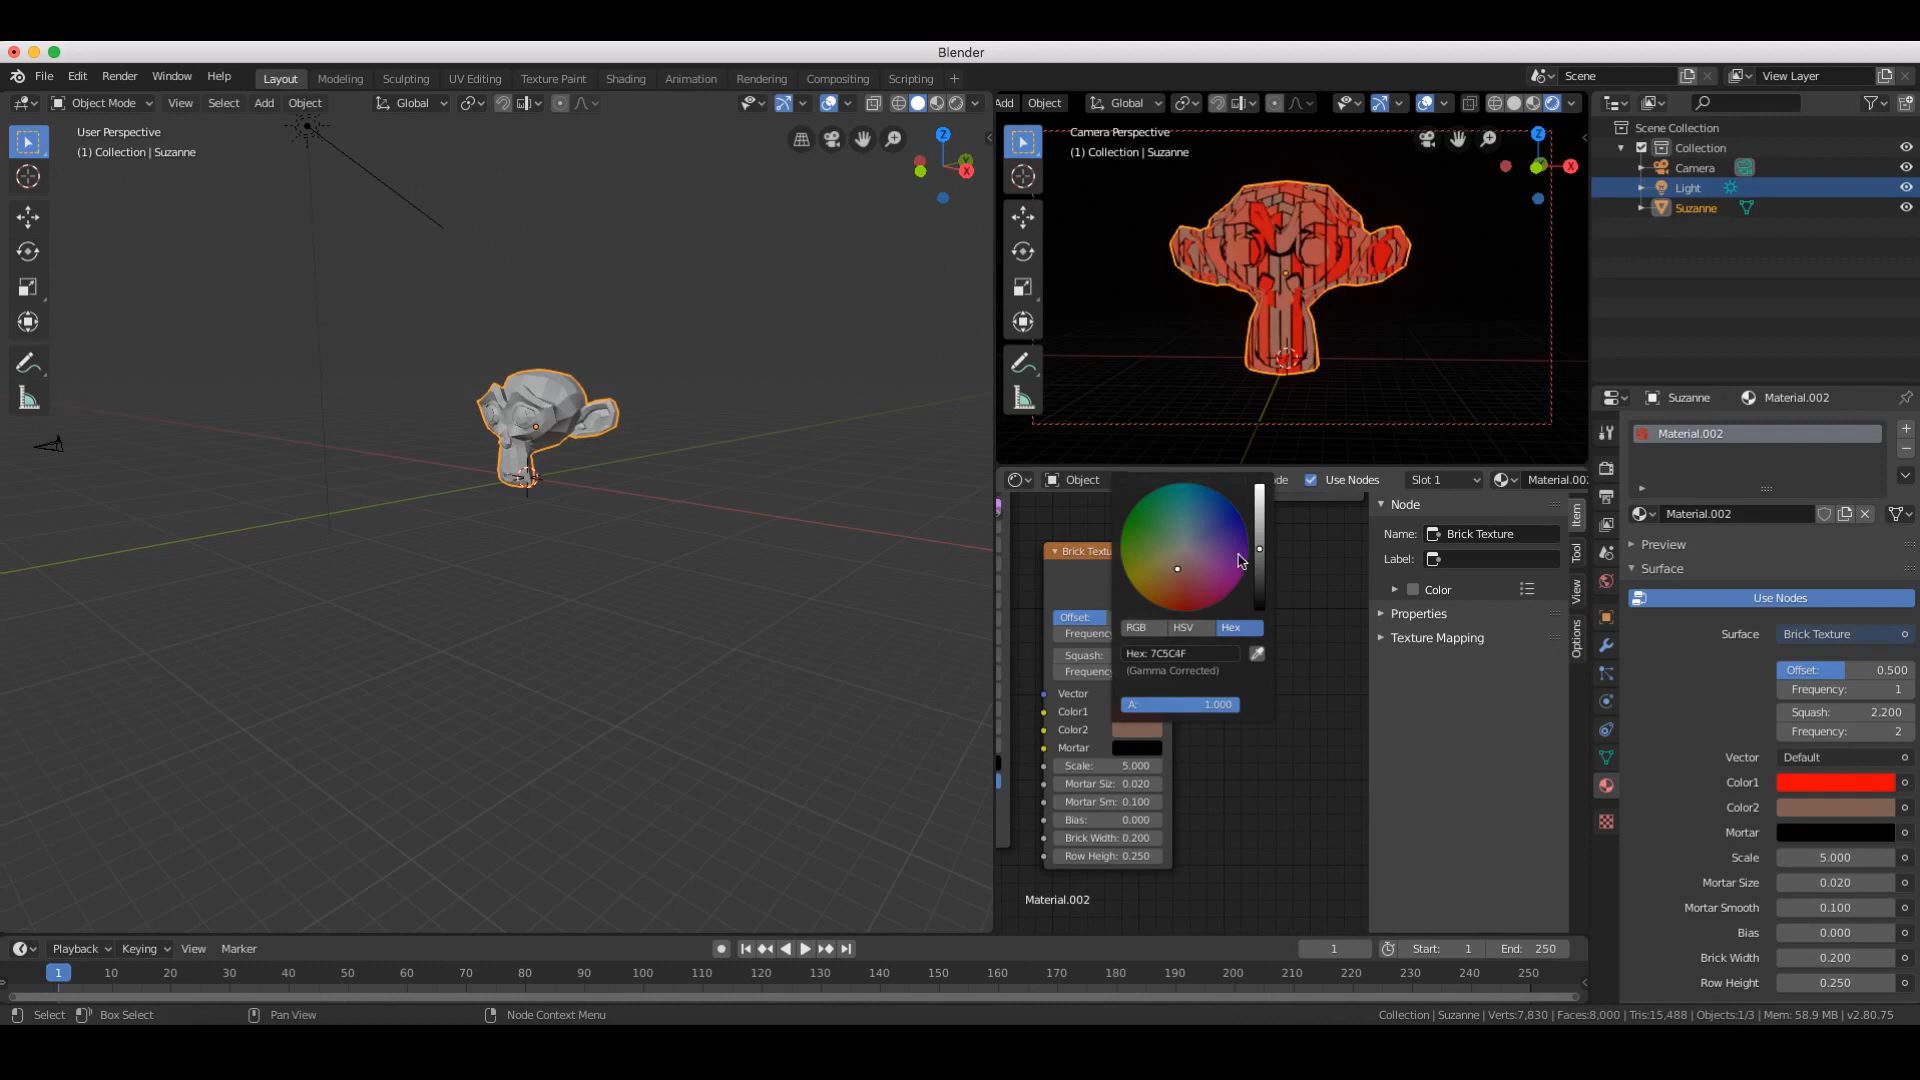 Blender
File Edit Render Window Help
Layout Modeling Sculpting UV Editing Texture Paint Shading Animation Rendering Compositing Scripting +
Scene View Layer
Object Mode View Select Add Object Global
Add Object Global
User Perspective
(1) Collection | Suzanne
Z
X
Camera Perspective
(1) Collection | Suzanne
Z
X
Scene Collection
Collection
Camera
Light
Suzanne
Suzanne Material.002
Material.002
Material.002
Preview
Surface
Use Nodes
Surface Brick Texture
Offset: 0.500
Frequency: 1
Squash: 2.200
Frequency: 2
Vector Default
Color1
Color2
Mortar
Scale 5.000
Mortar Size 0.020
Mortar Smooth 0.100
Bias 0.000
Brick Width 0.200
Row Height 0.250
Object de Use Nodes Slot 1 Material.00
Brick Textu
Offset:
Frequenc
Squash:
Frequenc
Vector
Color1
Color2
Mortar
Scale: 5.000
Mortar Siz: 0.020
Mortar Sm: 0.100
Bias: 0.000
Brick Width: 0.200
Row Heigh: 0.250
RGB HSV Hex
Hex: 7C5C4F
(Gamma Corrected)
A: 1.000
Material.002
Node
Name: Brick Texture
Label:
Color
Properties
Texture Mapping
Item
Tool
View
Options
Playback Keying View Marker
1 Start: 1 End: 250
1 10 20 30 40 50 60 70 80 90 100 110 120 130 140 150 160 170 180 190 200 210 220 230 240 250
Select Box Select Pan View Node Context Menu
Collection | Suzanne | Verts:7,830 | Faces:8,000 | Tris:15,488 | Objects:1/3 | Mem: 58.9 MB | v2.80.75